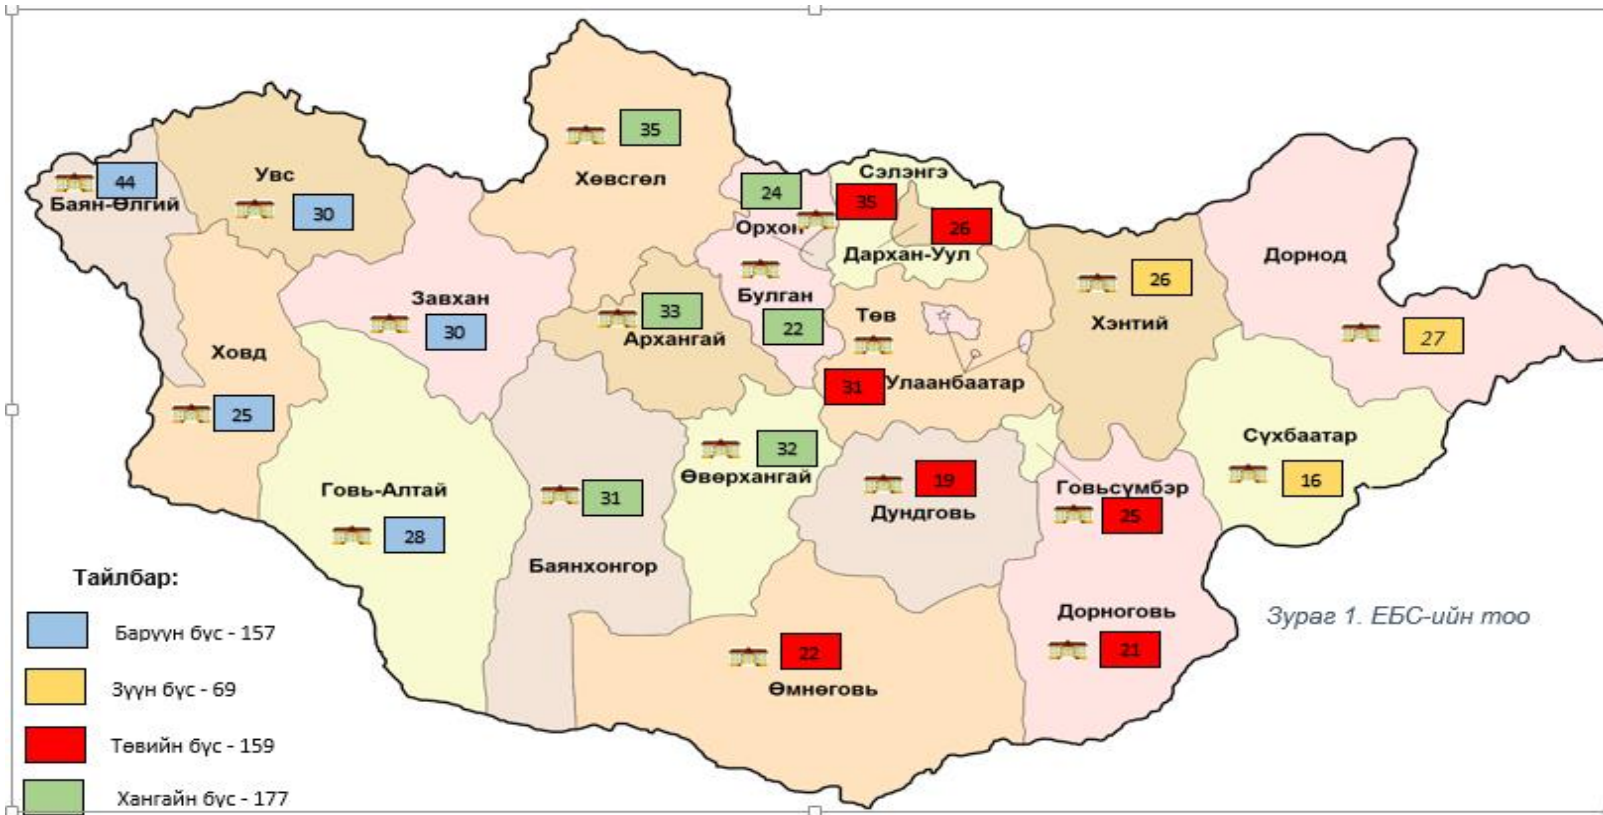 35
44
Баян-Өлгий
Увс
30
Хөвсгөл
24
Орхон
Сэлэнгэ
35
26
Дархан-Уул
Дорнод
27
26
Хэнтий
Завхан
30
33
Архангай
Булган
22
Төв
31
Улаанбаатар
Ховд
25
Говь-Алтай
28
31
Баянхонгор
32
Өвөрхангай
19
Дундговь
Говьсүмбэр
25
Сүхбаатар
16
Дорноговь
21
22
Өмнөговь
Зураг 1. ЕБС-ийн тоо
Тайлбар:
Баруун бүс - 157
Зүүн бүс - 69
Төвийн бүс - 159
Хангайн бүс - 177